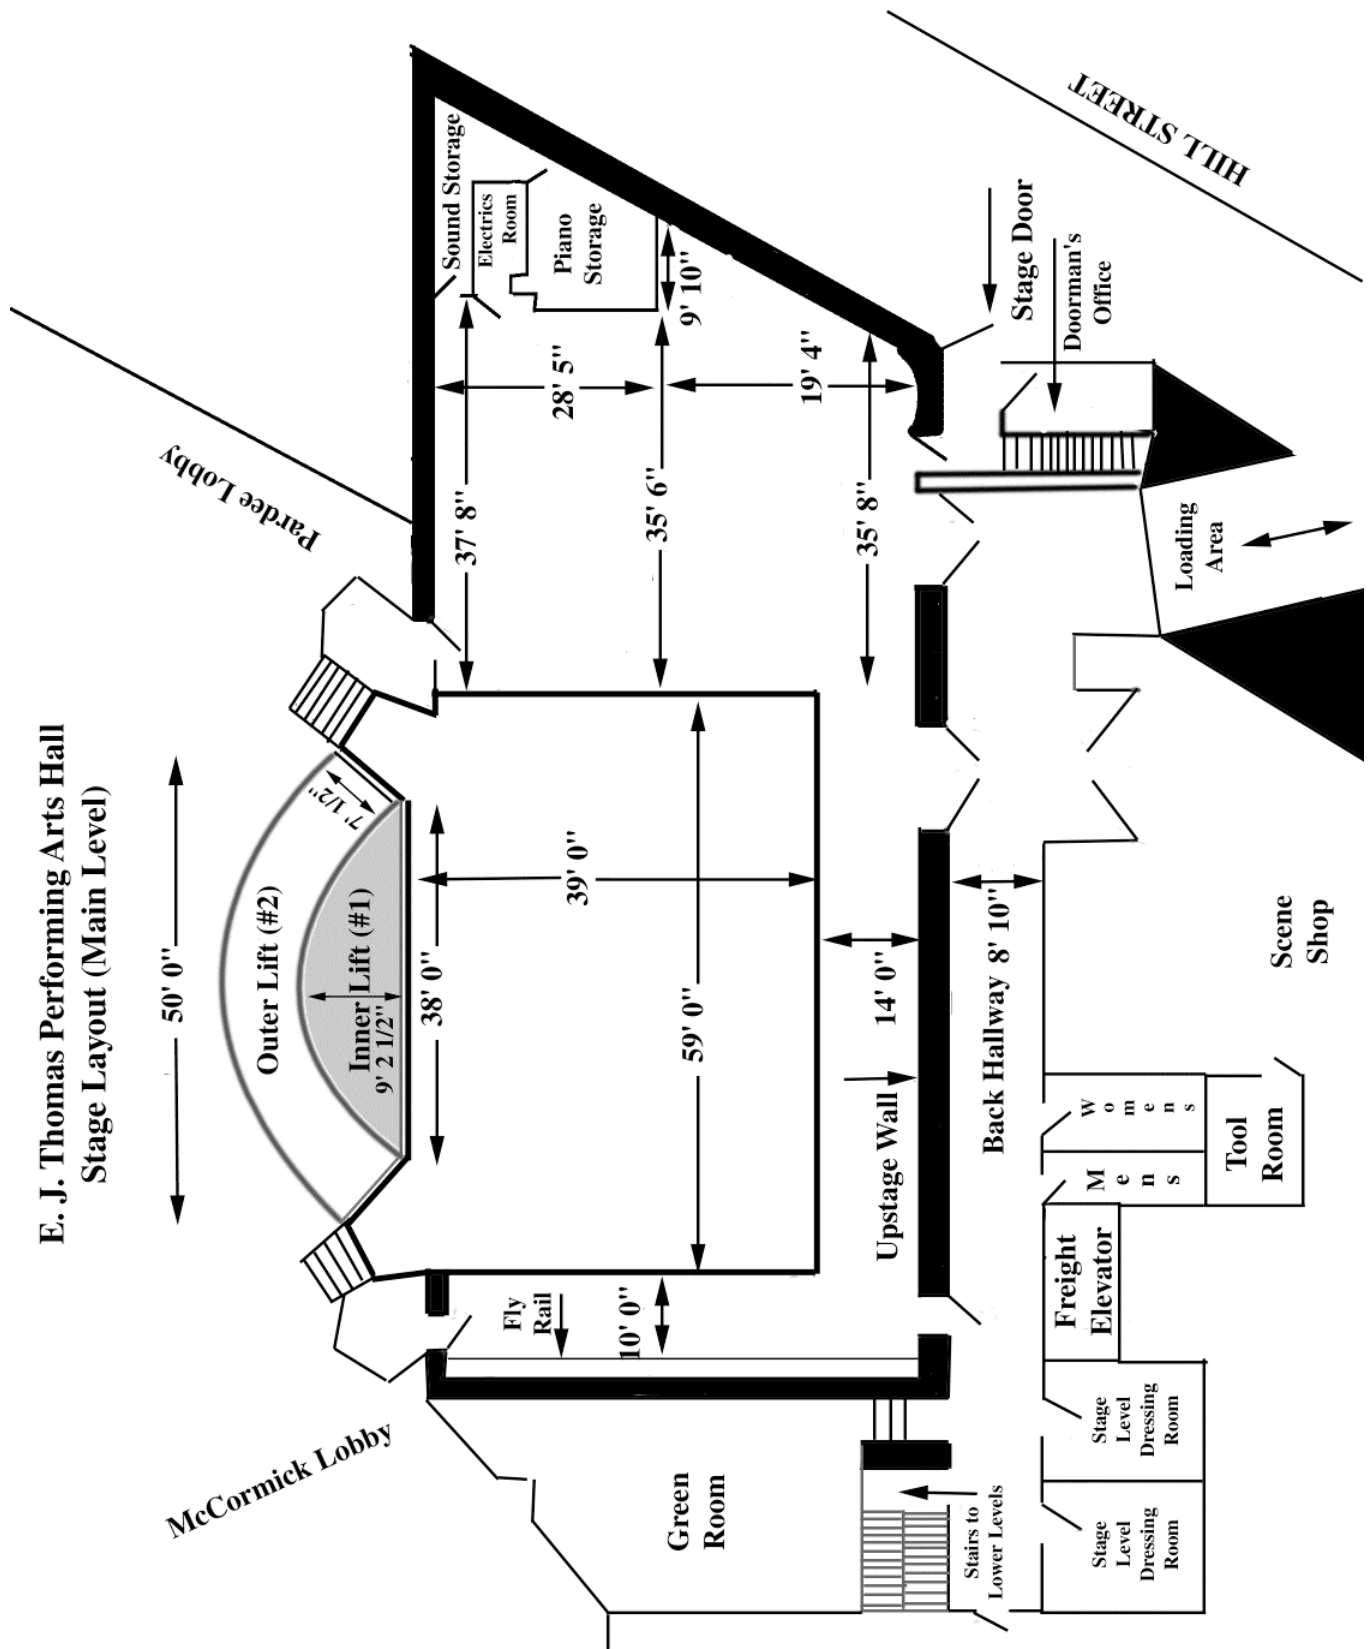 E. J. Thomas Performing Arts Hall
Stage Layout (Main Level)
50' 0"
Outer Lift (#2)
7' 1/2"
Inner Lift (#1)
9' 2 1/2"
38' 0"
39' 0"
59' 0"
14' 0"
Upstage Wall
Back Hallway 8' 10"
10' 0"
Fly
Rail
McCormick Lobby
Green
Room
Stairs to
Lower Levels
Stage
Level
Dressing
Room
Stage
Level
Dressing
Room
Freight
Elevator
Mens
Womens
Tool
Room
Scene
Shop
Pardee Lobby
Sound Storage
Electrics
Room
Piano
Storage
9' 10"
28' 5"
19' 4"
37' 8"
35' 6"
35' 8"
Stage Door
Doorman's
Office
Loading
Area
HILL STREET